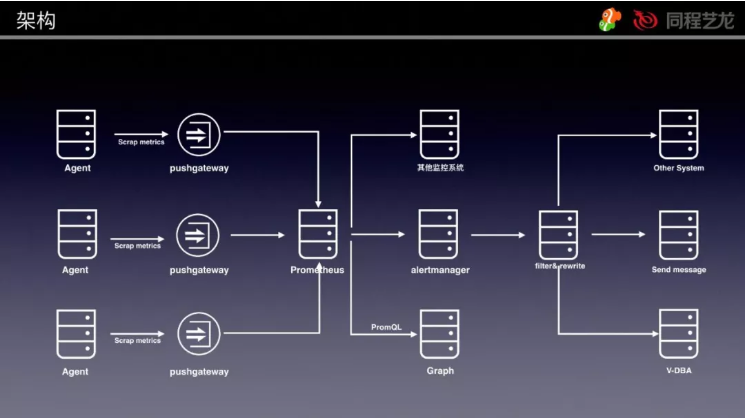 架构
同程艺龙
Agent
Scrap metrics
pushgateway
其他监控系统
Other System
Agent
Scrap metrics
pushgateway
Prometheus
alertmanager
filter& rewrite
Send message
Agent
Scrap metrics
pushgateway
PromQL
Graph
V-DBA